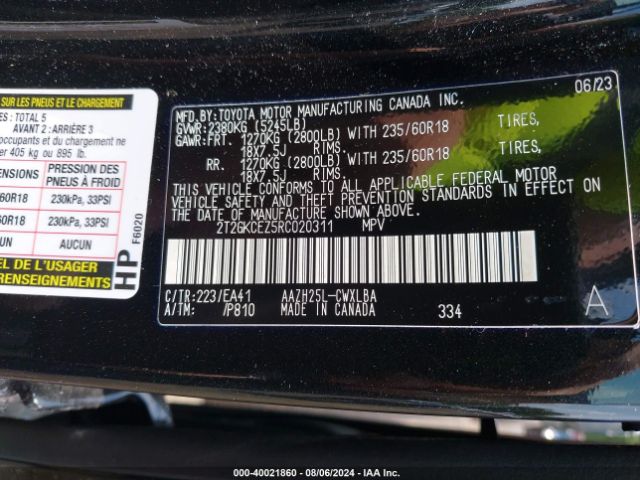 SUR LES PNEUS ET LE CHARGEMENT
ES: TOTAL 5
AVANT 2 : ARRIÈRE 3
occupants et du chargement ne
er 405 kg ou 895 lb.
ENSIONS
PRESSION DES
PNEUS À FROID
60R18
230kPa, 33PSI
60R18
230kPa, 33PSI
AUCUN
EL DE L'USAGER
RENSEIGNEMENTS
HP
F6020
06/23
MFD.BY:TOYOTA MOTOR MANUFACTURING CANADA INC.
GVWR:2380KG (5245LB)
GAWR:FRT. 1270KG (2800LB) WITH 235/60R18 TIRES,
18X7.5J RIMS.
RR. 1270KG (2800LB) WITH 235/60R18 TIRES,
18X7.5J RIMS.
THIS VEHICLE CONFORMS TO ALL APPLICABLE FEDERAL MOTOR
VEHICLE SAFETY AND THEFT PREVENTION STANDARDS IN EFFECT ON
THE DATE OF MANUFACTURE SHOWN ABOVE.
2T2GKCEZ5RC020311 MPV
C/TR:223/EA41 AAZH25L-CWXLBA
A/TM: /P810 MADE IN CANADA 334
A
000-40021860 - 08/06/2024 - IAA Inc.